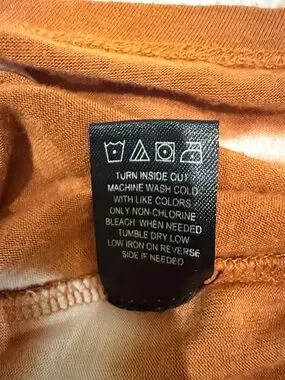 TURN INSIDE OUT
MACHINE WASH COLD
WITH LIKE COLORS
ONLY NON-CHLORINE
BLEACH WHEN NEEDED
TUMBLE DRY LOW
LOW IRON ON REVERSE
SIDE IF NEEDED